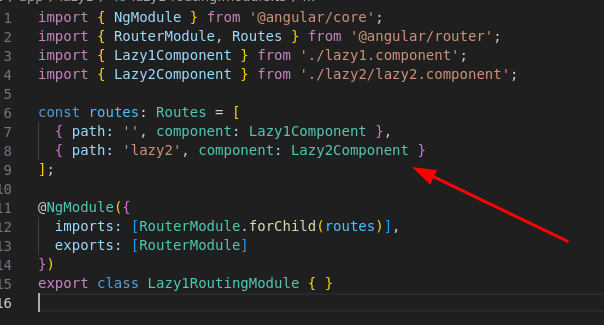 app
1 import { NgModule } from '@angular/core';
2 import { RouterModule, Routes } from '@angular/router';
3 import { Lazy1Component } from './lazy1.component';
4 import { Lazy2Component } from './lazy2/lazy2.component';
5
6 const routes: Routes = [
7 { path: '', component: Lazy1Component },
8 { path: 'lazy2', component: Lazy2Component }
9 ];
10
11 @NgModule({
12 imports: [RouterModule.forChild(routes)],
13 exports: [RouterModule]
14 })
15 export class Lazy1RoutingModule { }
16